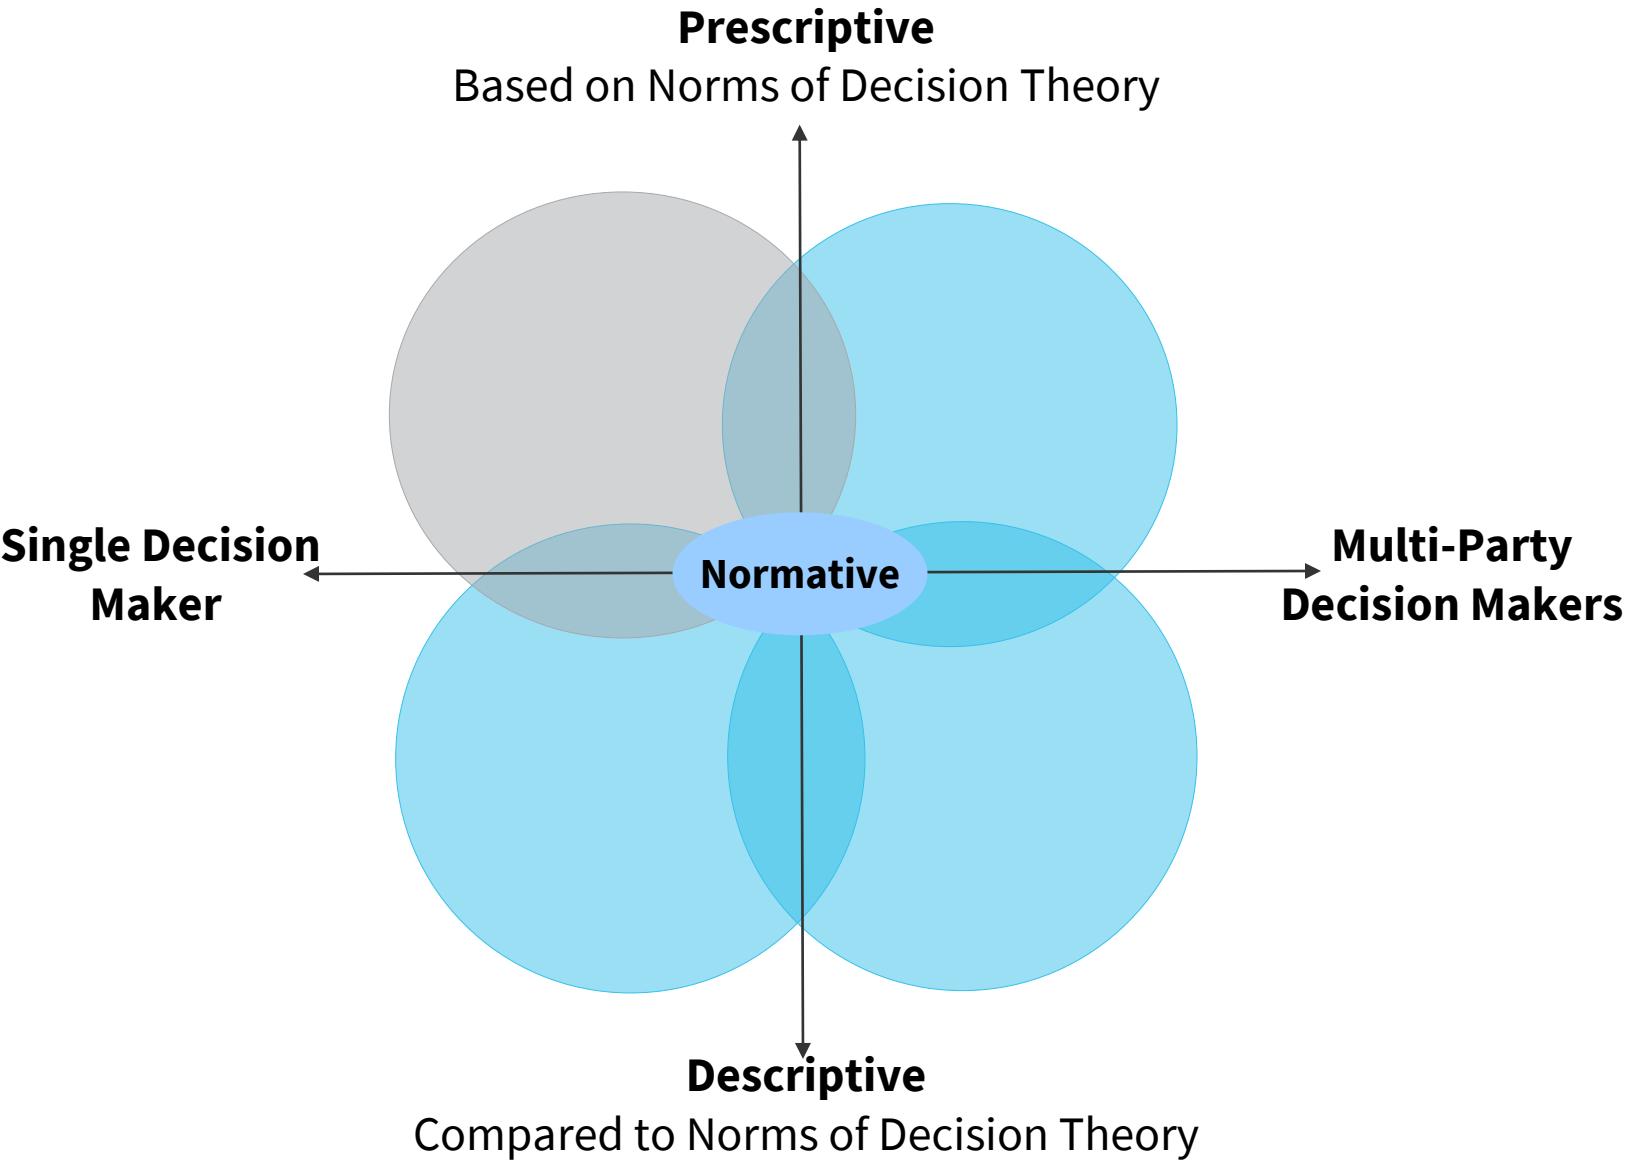 Prescriptive
Based on Norms of Decision Theory
Single Decision
Maker
Normative
Multi-Party
Decision Makers
Descriptive
Compared to Norms of Decision Theory